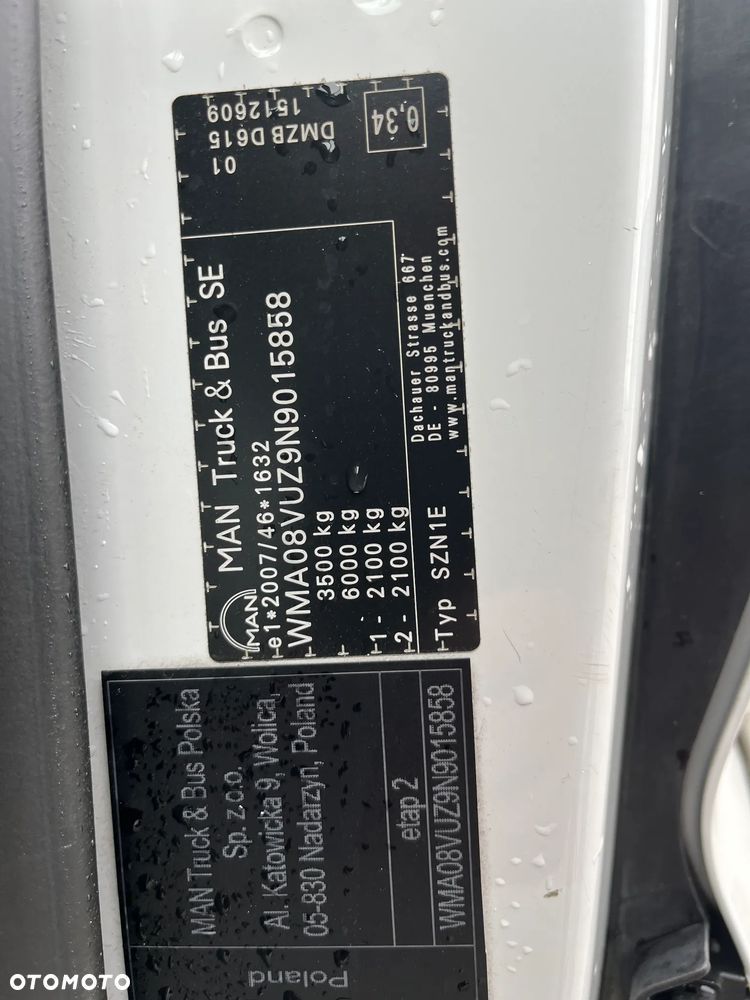 MAN
MAN Truck & Bus SE
e1*2007/46*1632
WMA08VUZ9N9015858
3500 kg
6000 kg
1 - 2100 kg
2 - 2100 kg
Typ SZN1E
Dachauer Strasse 667
DE - 80995 Muenchen
www.mantruckandbus.com
01
DMZB D615
1512609
0,34
MAN Truck & Bus Polska
Sp. z.o.o.
Al. Katowicka 9, Wolica,
05-830 Nadarzyn, Poland
etap 2
WMA08VUZ9N9015858
Poland
OTOMOTO